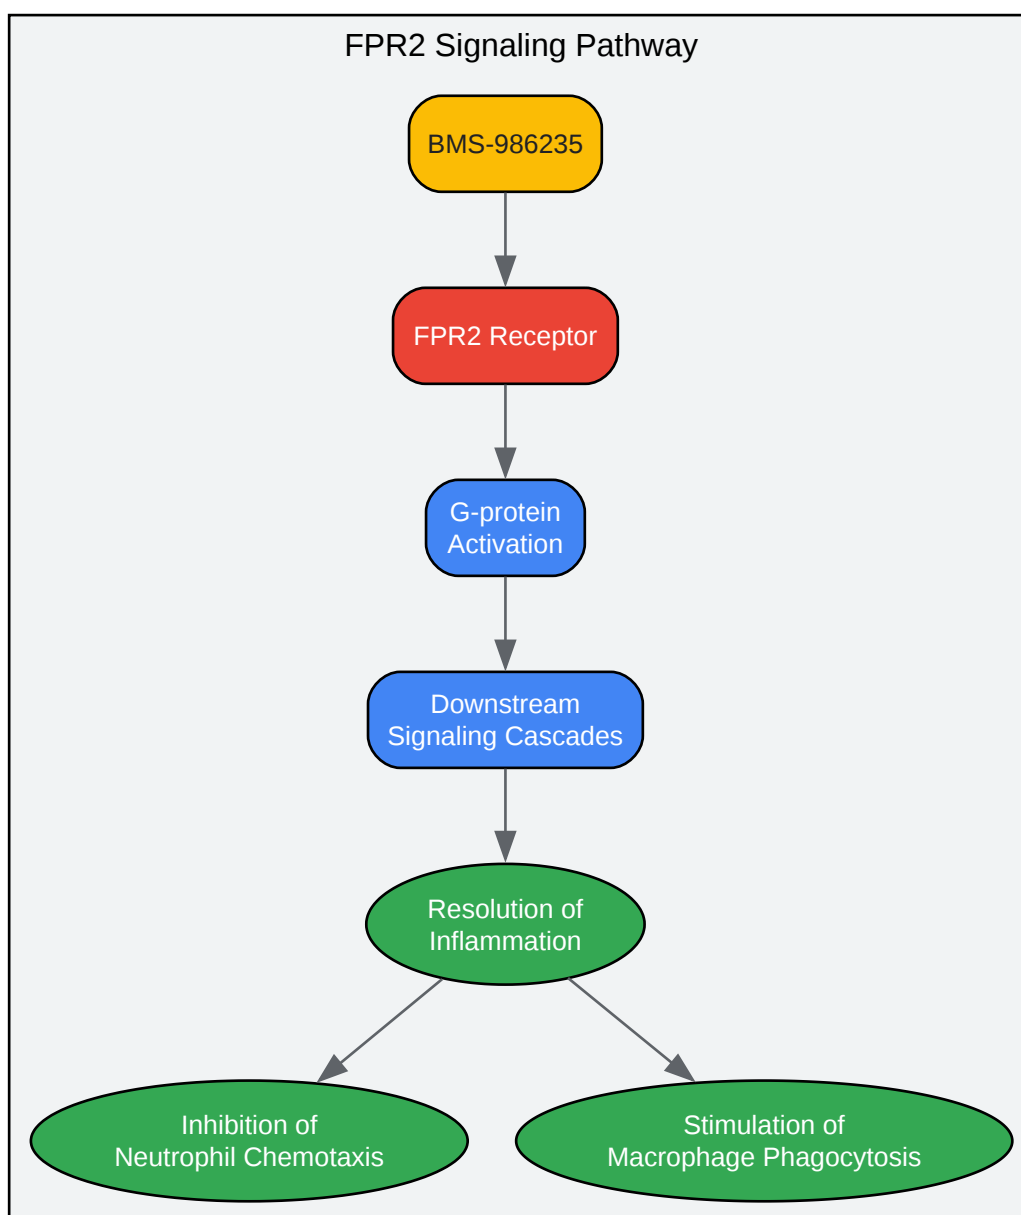 FPR2 Signaling Pathway
BMS-986235
FPR2 Receptor
G-protein
Activation
Downstream
Signaling Cascades
Resolution of
Inflammation
Inhibition of
Neutrophil Chemotaxis
Stimulation of
Macrophage Phagocytosis